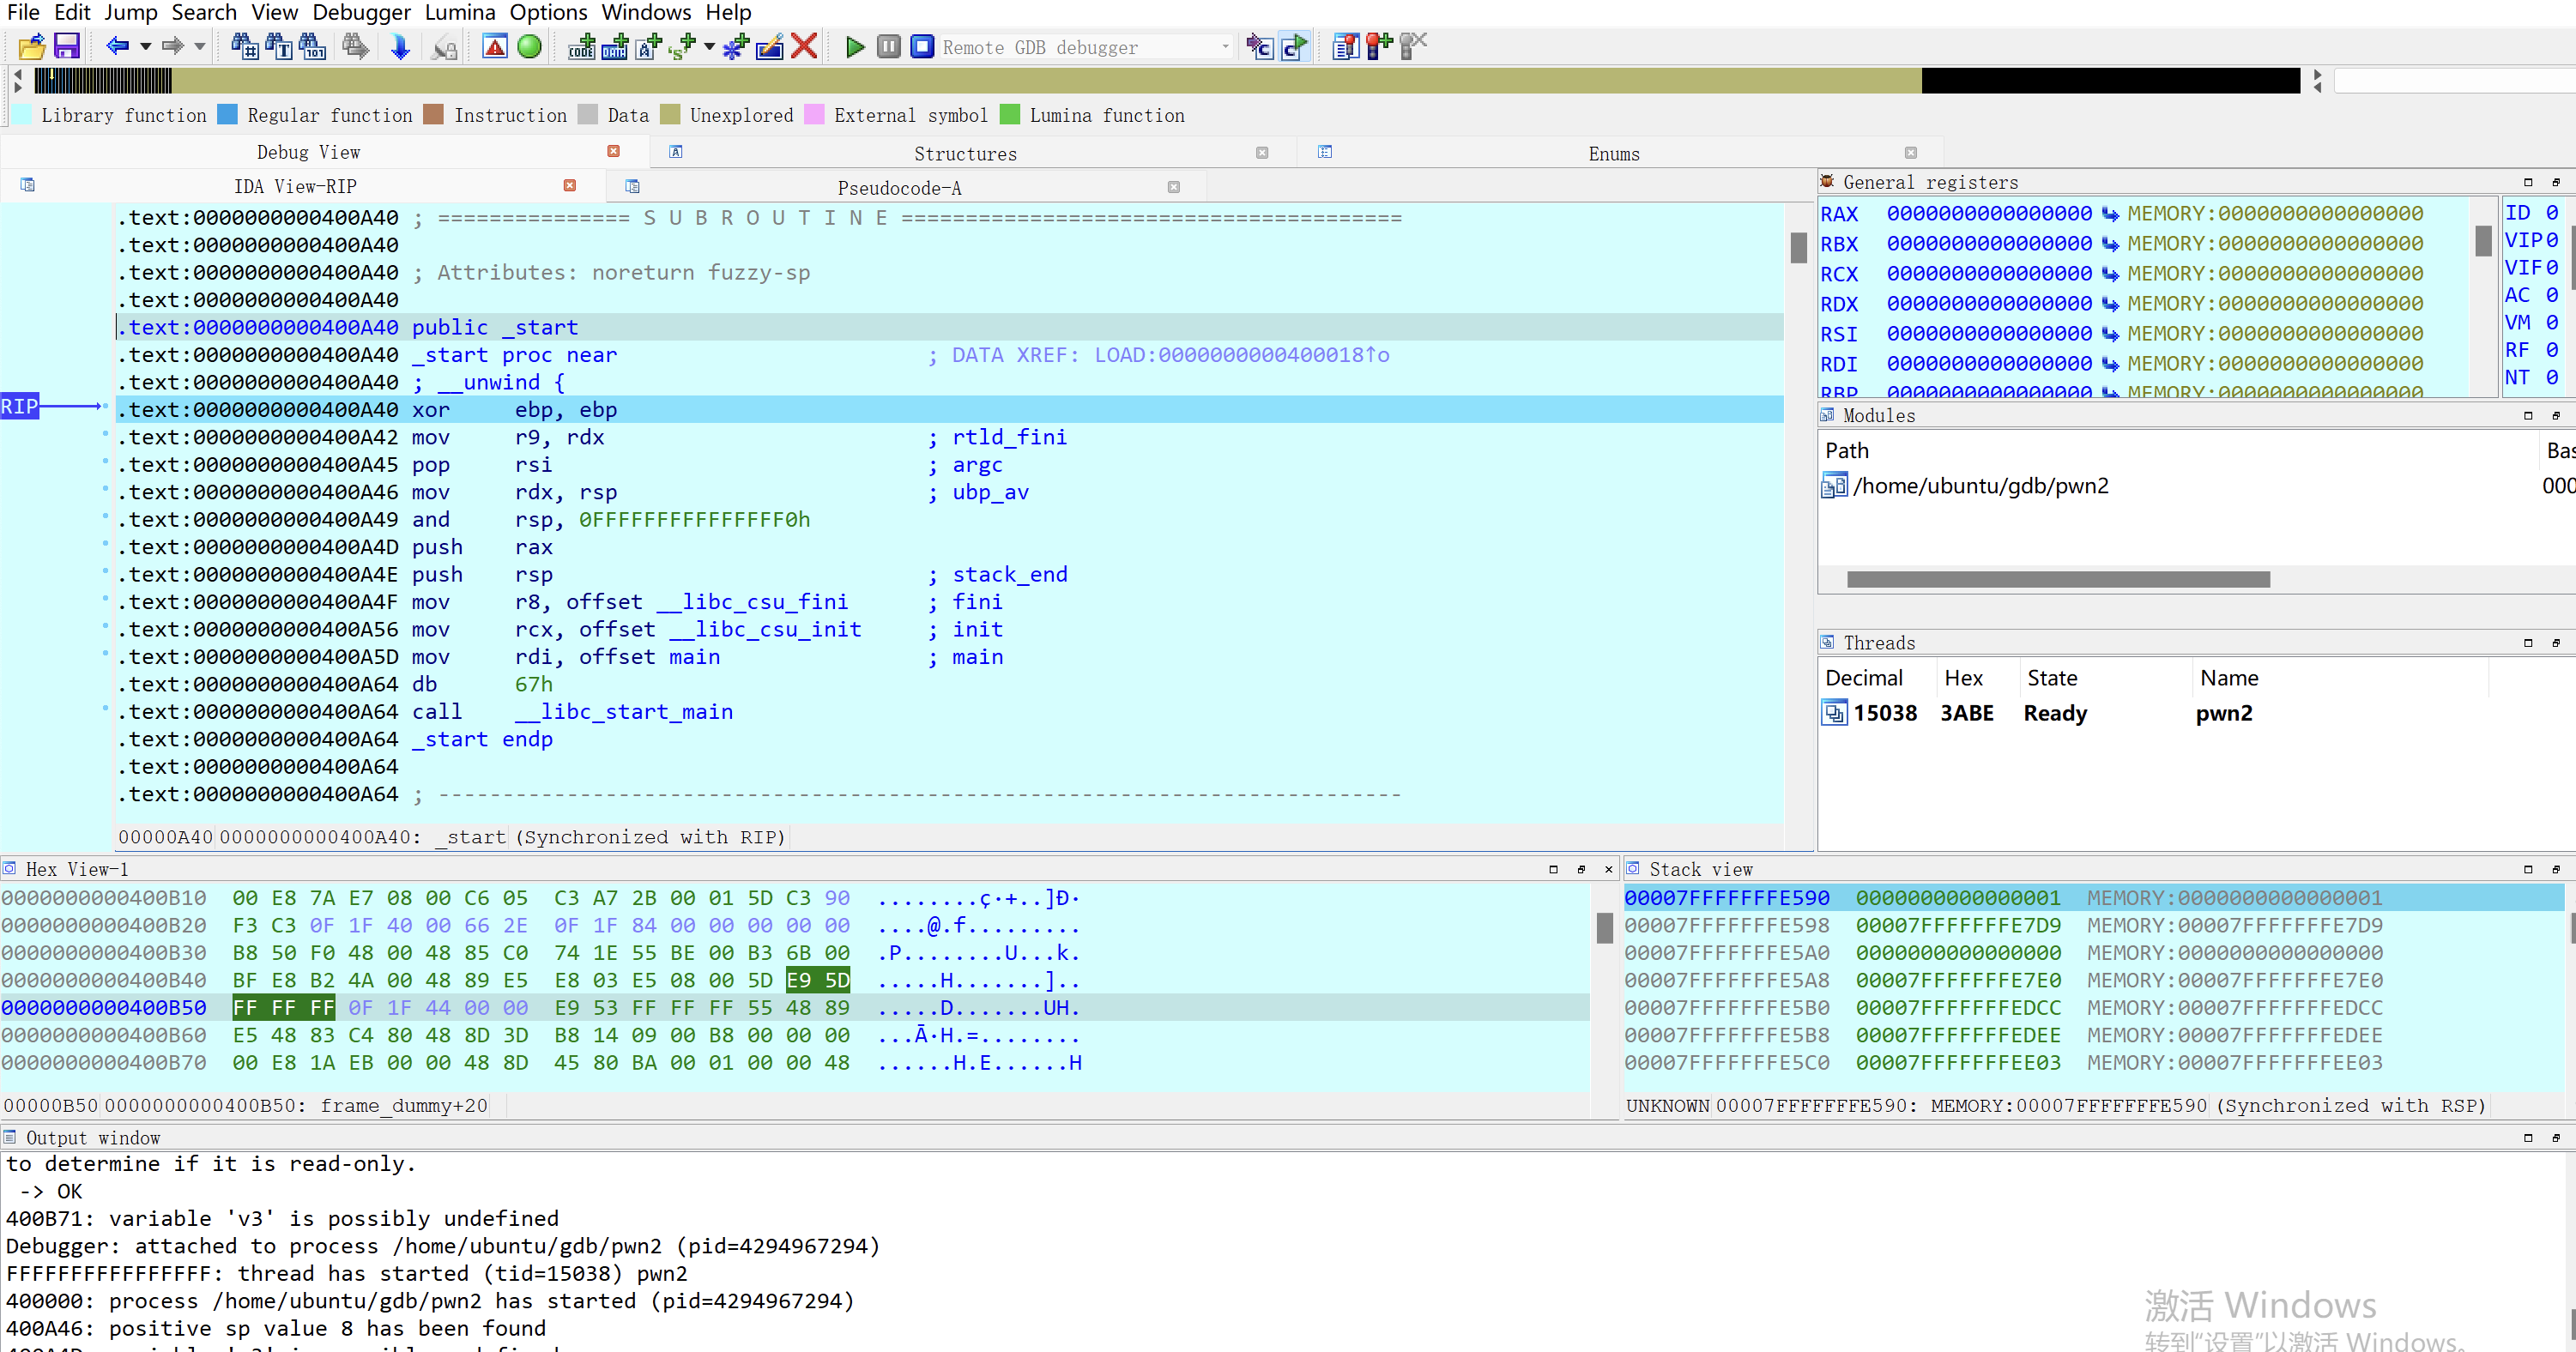 File Edit Jump Search View Debugger Lumina Options Windows Help
Remote GDB debugger
Library function Regular function Instruction Data Unexplored External symbol Lumina function
Debug View Structures Enums
IDA View-RIP Pseudocode-A
.text:0000000000400A40 ; =============== S U B R O U T I N E =======================================
.text:0000000000400A40
.text:0000000000400A40 ; Attributes: noreturn fuzzy-sp
.text:0000000000400A40
.text:0000000000400A40 public _start
.text:0000000000400A40 _start proc near ; DATA XREF: LOAD:0000000000400018↑o
.text:0000000000400A40 ; __unwind {
RIP .text:0000000000400A40 xor ebp, ebp
.text:0000000000400A42 mov r9, rdx ; rtld_fini
.text:0000000000400A45 pop rsi ; argc
.text:0000000000400A46 mov rdx, rsp ; ubp_av
.text:0000000000400A49 and rsp, 0FFFFFFFFFFFFFFF0h
.text:0000000000400A4D push rax
.text:0000000000400A4E push rsp ; stack_end
.text:0000000000400A4F mov r8, offset __libc_csu_fini ; fini
.text:0000000000400A56 mov rcx, offset __libc_csu_init ; init
.text:0000000000400A5D mov rdi, offset main ; main
.text:0000000000400A64 db 67h
.text:0000000000400A64 call __libc_start_main
.text:0000000000400A64 _start endp
.text:0000000000400A64
.text:0000000000400A64 ; ---------------------------------------------------------------------------
00000A40 0000000000400A40: _start (Synchronized with RIP)
General registers
RAX 0000000000000000 MEMORY:0000000000000000
RBX 0000000000000000 MEMORY:0000000000000000
RCX 0000000000000000 MEMORY:0000000000000000
RDX 0000000000000000 MEMORY:0000000000000000
RSI 0000000000000000 MEMORY:0000000000000000
RDI 0000000000000000 MEMORY:0000000000000000
RBP 0000000000000000 MEMORY:0000000000000000
ID 0
VIP 0
VIF 0
AC 0
VM 0
RF 0
NT 0
Modules
Path
/home/ubuntu/gdb/pwn2 000
Threads
Decimal Hex State Name
15038 3ABE Ready pwn2
Hex View-1
0000000000400B10 00 E8 7A E7 08 00 C6 05 C3 A7 2B 00 01 5D C3 90 ........ç·+..]Ð·
0000000000400B20 F3 C3 0F 1F 40 00 66 2E 0F 1F 84 00 00 00 00 00 ....@.f.........
0000000000400B30 B8 50 F0 48 00 48 85 C0 74 1E 55 BE 00 B3 6B 00 .P........U...k.
0000000000400B40 BF E8 B2 4A 00 48 89 E5 E8 03 E5 08 00 5D E9 5D .....H.......]..
0000000000400B50 FF FF FF 0F 1F 44 00 00 E9 53 FF FF FF 55 48 89 .....D.......UH.
0000000000400B60 E5 48 83 C4 80 48 8D 3D B8 14 09 00 B8 00 00 00 ...Ā·H.=........
0000000000400B70 00 E8 1A EB 00 00 48 8D 45 80 BA 00 01 00 00 48 ......H.E......H
00000B50 0000000000400B50: frame_dummy+20
Stack view
00007FFFFFFFE590 0000000000000001 MEMORY:0000000000000001
00007FFFFFFFE598 00007FFFFFFFE7D9 MEMORY:00007FFFFFFFE7D9
00007FFFFFFFE5A0 0000000000000000 MEMORY:0000000000000000
00007FFFFFFFE5A8 00007FFFFFFFE7E0 MEMORY:00007FFFFFFFE7E0
00007FFFFFFFE5B0 00007FFFFFFFEDCC MEMORY:00007FFFFFFFEDCC
00007FFFFFFFE5B8 00007FFFFFFFEDEE MEMORY:00007FFFFFFFEDEE
00007FFFFFFFE5C0 00007FFFFFFFEE03 MEMORY:00007FFFFFFFEE03
UNKNOWN 00007FFFFFFFE590: MEMORY:00007FFFFFFFE590 (Synchronized with RSP)
Output window
to determine if it is read-only.
-> OK
400B71: variable 'v3' is possibly undefined
Debugger: attached to process /home/ubuntu/gdb/pwn2 (pid=4294967294)
FFFFFFFFFFFFFFFF: thread has started (tid=15038) pwn2
400000: process /home/ubuntu/gdb/pwn2 has started (pid=4294967294)
400A46: positive sp value 8 has been found
激活 Windows
转到"设置"以激活 Windows。